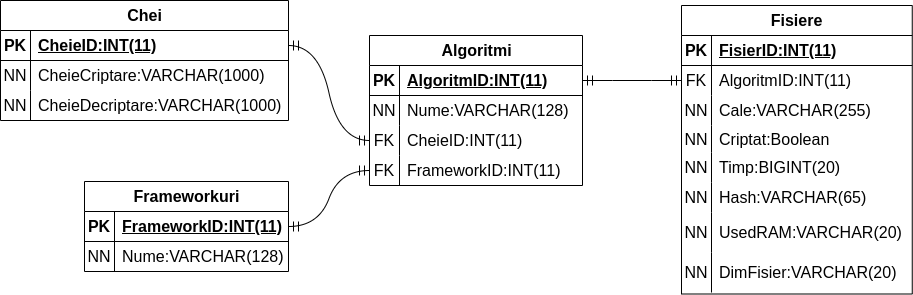 Chei
PK CheieID:INT(11)
NN CheieCriptare:VARCHAR(1000)
NN CheieDecriptare:VARCHAR(1000)
Frameworkuri
PK FrameworkID:INT(11)
NN Nume:VARCHAR(128)
Algoritmi
PK AlgoritmID:INT(11)
NN Nume:VARCHAR(128)
FK CheieID:INT(11)
FK FrameworkID:INT(11)
Fisiere
PK FisierID:INT(11)
FK AlgoritmID:INT(11)
NN Cale:VARCHAR(255)
NN Criptat:Boolean
NN Timp:BIGINT(20)
NN Hash:VARCHAR(65)
NN UsedRAM:VARCHAR(20)
NN DimFisier:VARCHAR(20)